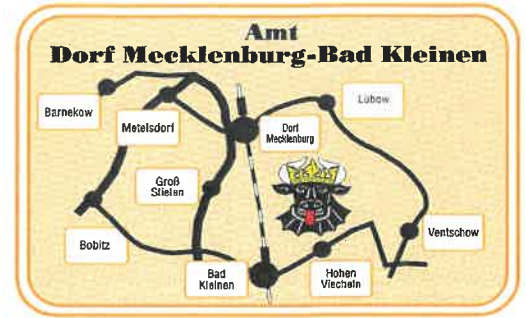 Amt
Dorf Mecklenburg-Bad Kleinen
Barnekow
Metelsdorf
Dorf
Mecklenburg
Lübow
Groß
Stieten
Bobitz
Bad
Kleinen
Hohen
Viecheln
Ventschow